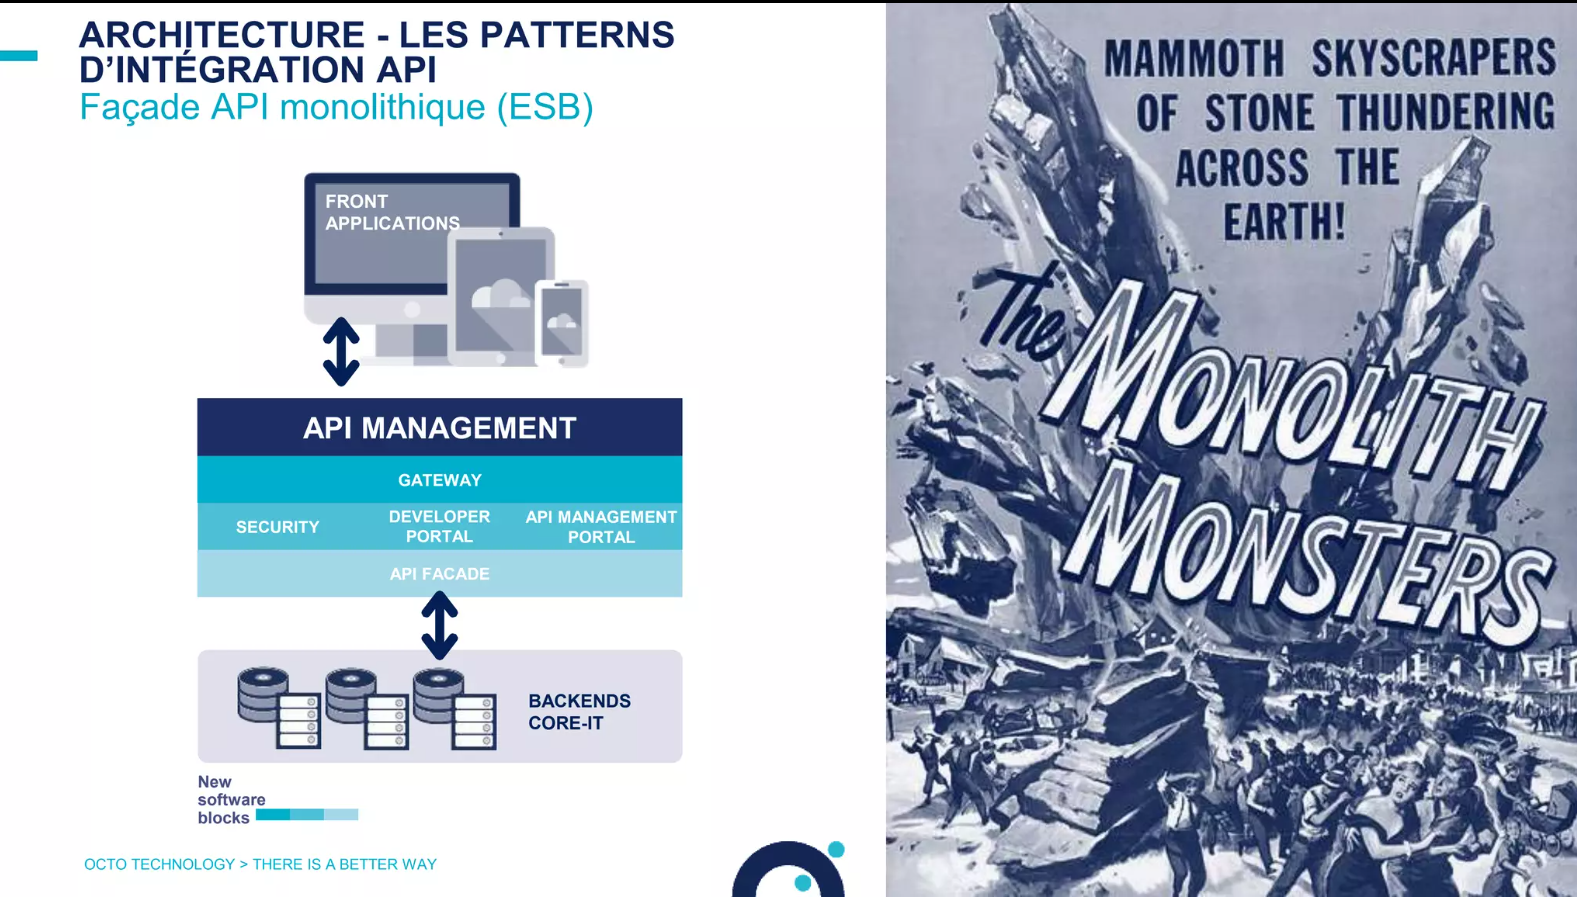 ARCHITECTURE - LES PATTERNS
D’INTÉGRATION API
Façade API monolithique (ESB)
FRONT
APPLICATIONS
API MANAGEMENT
GATEWAY
SECURITY
DEVELOPER
PORTAL
API MANAGEMENT
PORTAL
API FACADE
BACKENDS
CORE-IT
New
software
blocks
OCTO TECHNOLOGY > THERE IS A BETTER WAY
MAMMOTH SKYSCRAPERS
OF STONE THUNDERING
ACROSS THE
EARTH!
The
MONOLITH
MONSTERS